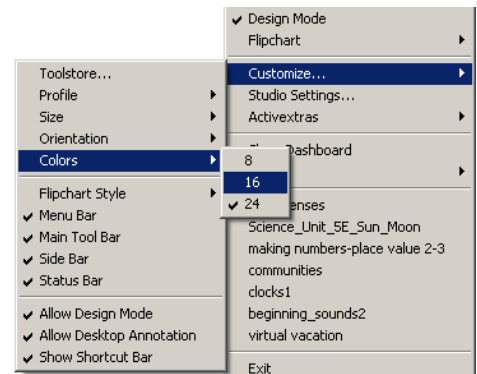 Design Mode
Flipchart
Customize...
Studio Settings...
Activextras
Dashboard
enses
Science_Unit_5E_Sun_Moon
making numbers-place value 2-3
communities
clocks1
beginning_sounds2
virtual vacation
Exit
Toolstore...
Profile
Size
Orientation
Colors
Flipchart Style
Menu Bar
Main Tool Bar
Side Bar
Status Bar
Allow Design Mode
Allow Desktop Annotation
Show Shortcut Bar
8
16
24